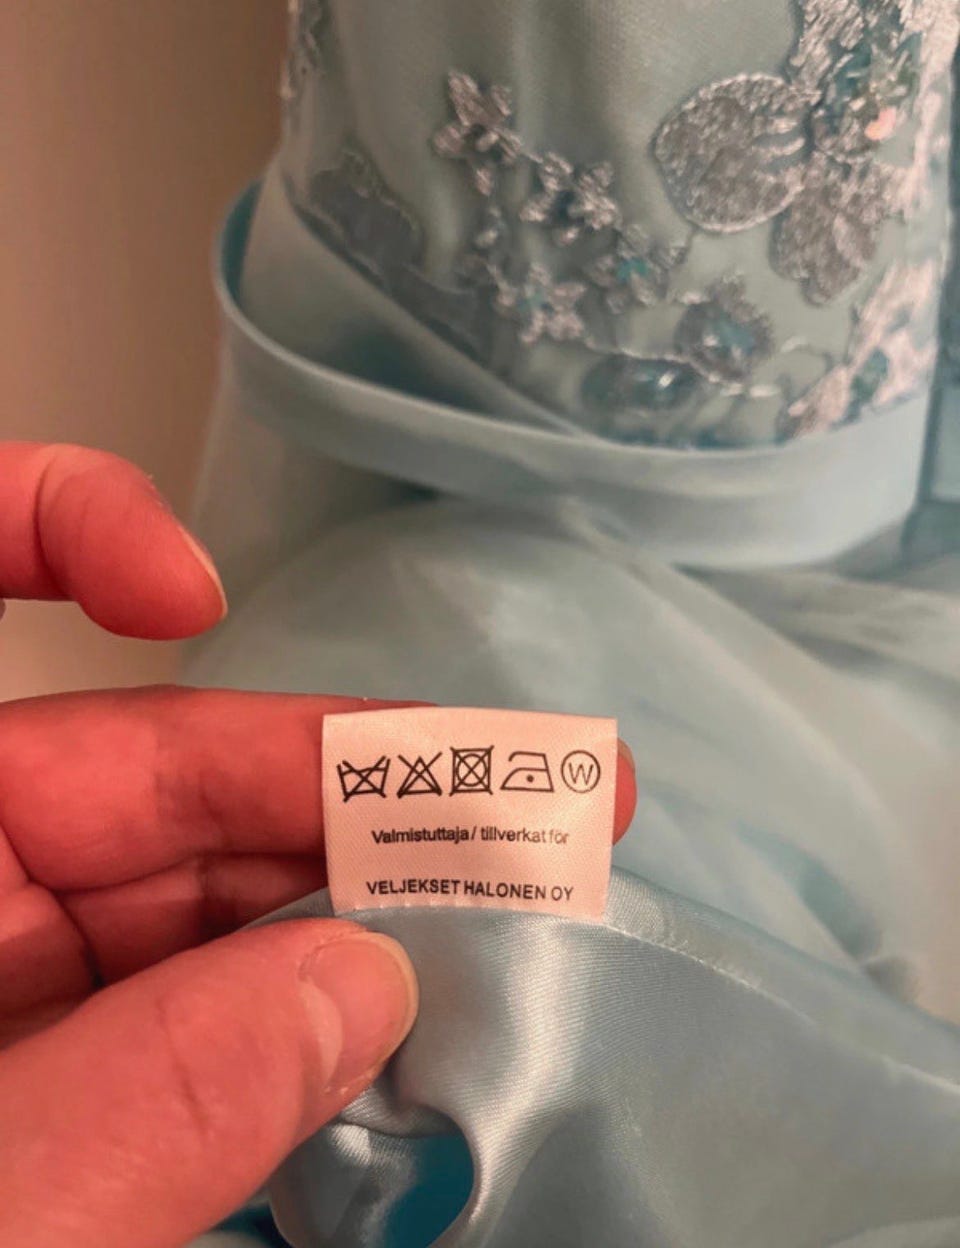 W
Valmistuttaja / tillverkat för
VELJEKSET HALONEN OY